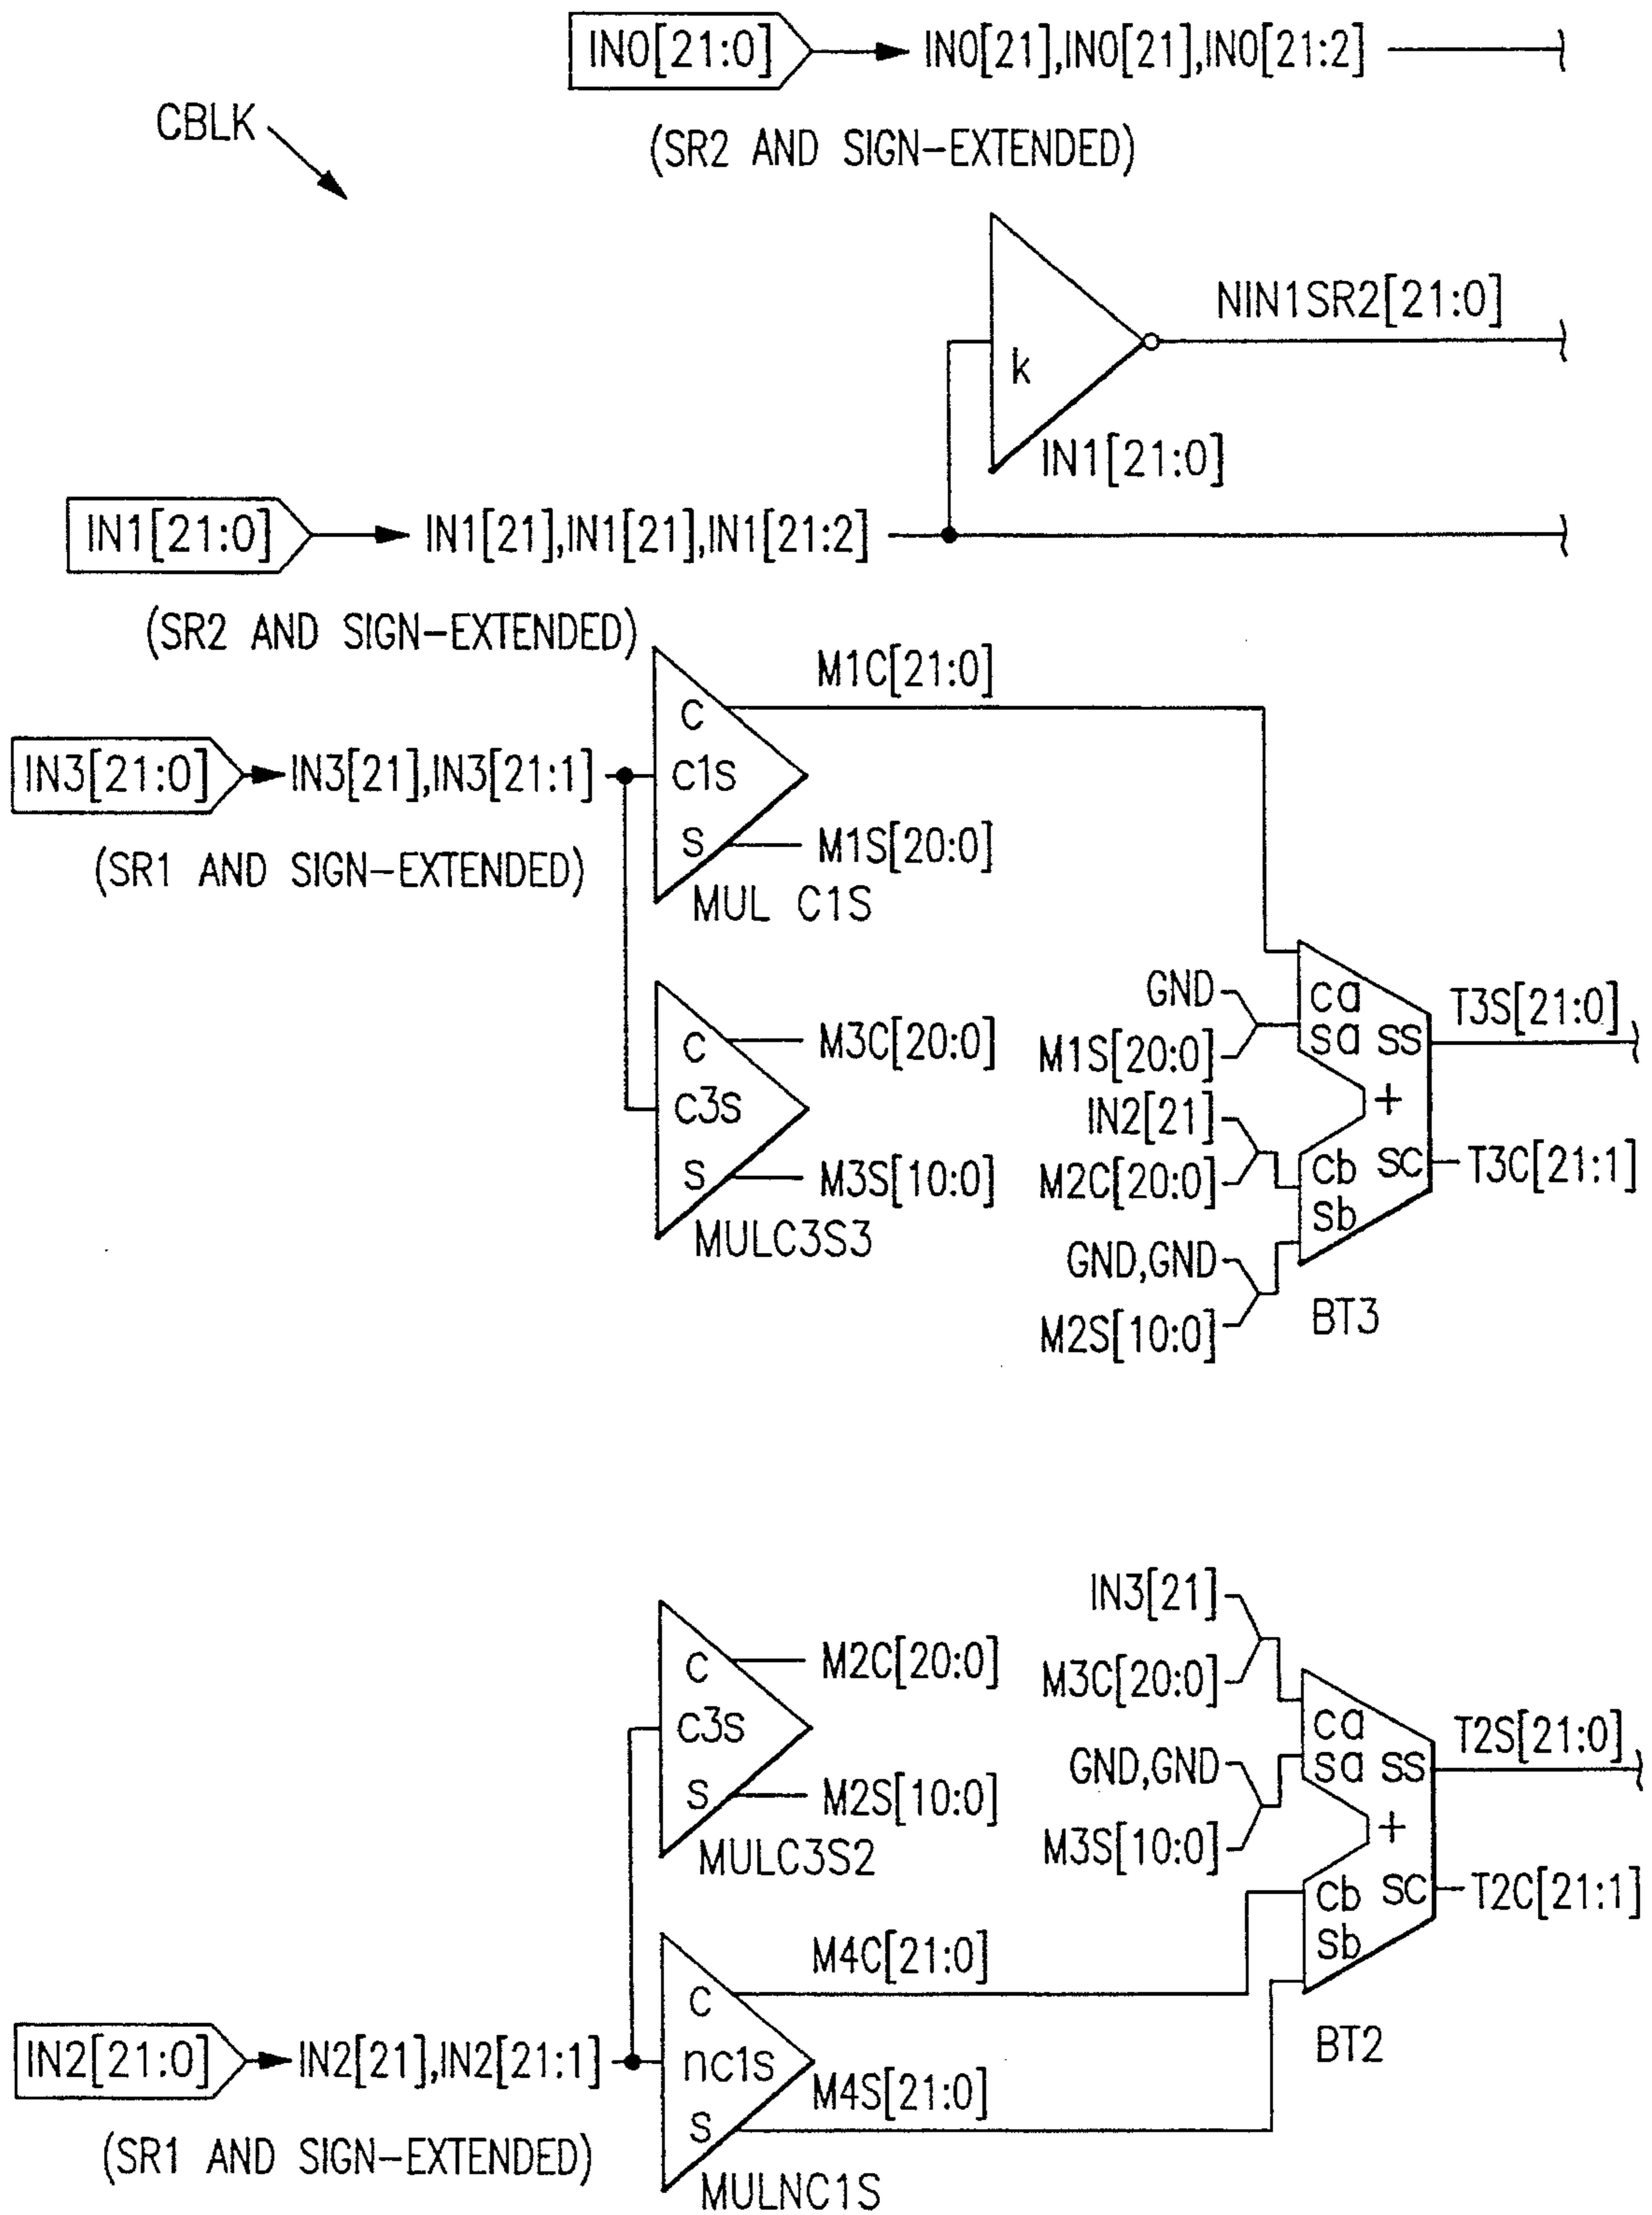 IN0[21:0]
IN0[21],IN0[21],IN0[21:2]
(SR2 AND SIGN-EXTENDED)
CBLK
NIN1SR2[21:0]
k
IN1[21:0]
IN1[21:0]
IN1[21],IN1[21],IN1[21:2]
(SR2 AND SIGN-EXTENDED)
M1C[21:0]
C
IN3[21:0]
IN3[21],IN3[21:1]
c1s
S
M1S[20:0]
(SR1 AND SIGN-EXTENDED)
MUL C1S
GND
ca
T3S[21:0]
C
M3C[20:0]
M1S[20:0]
sa
SS
c3s
IN2[21]
+
S
M3S[10:0]
M2C[20:0]
cb
SC
T3C[21:1]
sb
MULC3S3
GND,GND
M2S[10:0]
BT3
IN3[21]
C
M2C[20:0]
M3C[20:0]
c3s
ca
T2S[21:0]
GND,GND
sa
SS
S
M2S[10:0]
+
MULC3S2
M3S[10:0]
cb
SC
T2C[21:1]
sb
M4C[21:0]
C
BT2
IN2[21:0]
IN2[21],IN2[21:1]
nc1s
M4S[21:0]
S
(SR1 AND SIGN-EXTENDED)
MULNC1S